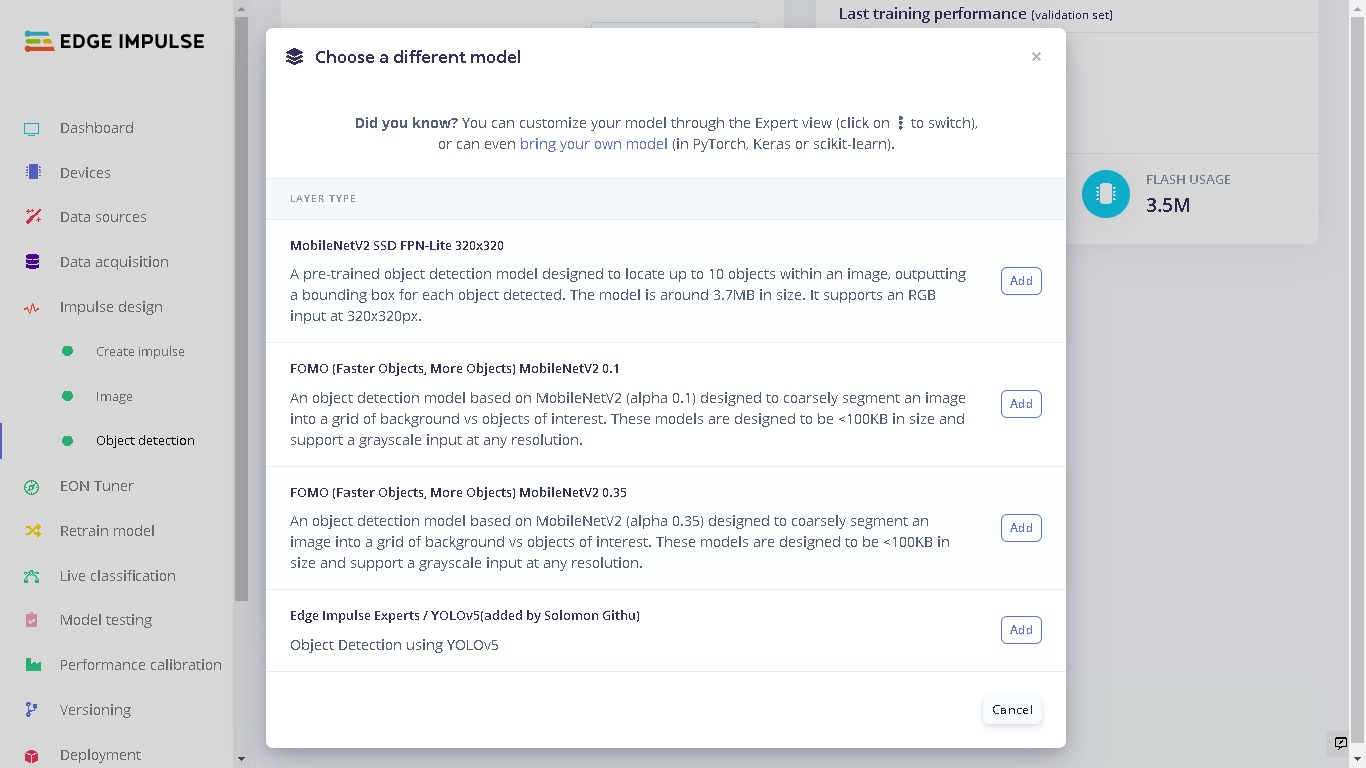 EDGE IMPULSE
Dashboard
Devices
Data sources
Data acquisition
Impulse design
Create impulse
Image
Object detection
EON Tuner
Retrain model
Live classification
Model testing
Performance calibration
Versioning
Deployment
Last training performance (validation set)
FLASH USAGE
3.5M
Choose a different model
×
Did you know? You can customize your model through the Expert view (click on ⋮ to switch),
or can even bring your own model (in PyTorch, Keras or scikit-learn).
LAYER TYPE
MobileNetV2 SSD FPN-Lite 320x320
A pre-trained object detection model designed to locate up to 10 objects within an image, outputting
a bounding box for each object detected. The model is around 3.7MB in size. It supports an RGB
input at 320x320px.
Add
FOMO (Faster Objects, More Objects) MobileNetV2 0.1
An object detection model based on MobileNetV2 (alpha 0.1) designed to coarsely segment an image
into a grid of background vs objects of interest. These models are designed to be <100KB in size and
support a grayscale input at any resolution.
Add
FOMO (Faster Objects, More Objects) MobileNetV2 0.35
An object detection model based on MobileNetV2 (alpha 0.35) designed to coarsely segment an
image into a grid of background vs objects of interest. These models are designed to be <100KB in
size and support a grayscale input at any resolution.
Add
Edge Impulse Experts / YOLOv5(added by Solomon Githu)
Object Detection using YOLOv5
Add
Cancel